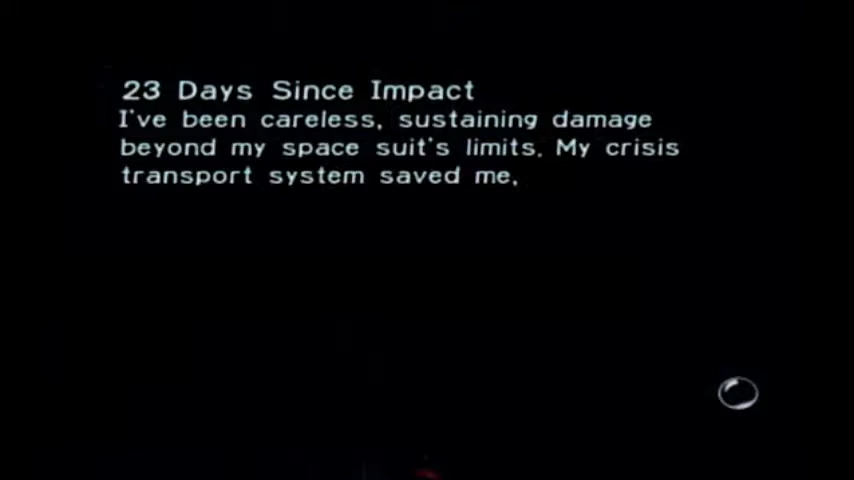 23 Days Since Impact
I've been careless, sustaining damage
beyond my space suit's limits. My crisis
transport system saved me,